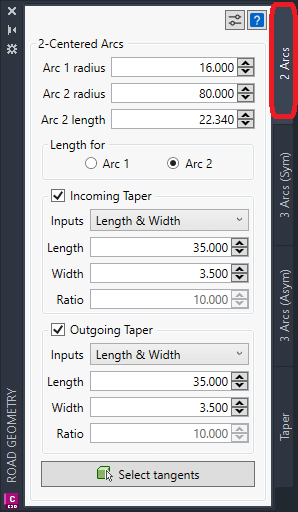 2-Centered Arcs
Arc 1 radius 16.000
Arc 2 radius 80.000
Arc 2 length 22.340
Length for
Arc 1 Arc 2
Incoming Taper
Inputs Length & Width
Length 35.000
Width 3.500
Ratio 10.000
Outgoing Taper
Inputs Length & Width
Length 35.000
Width 3.500
Ratio 10.000
Select tangents
2 Arcs
3 Arcs (Sym)
3 Arcs (Asym)
Taper
ROAD GEOMETRY
C
C3D